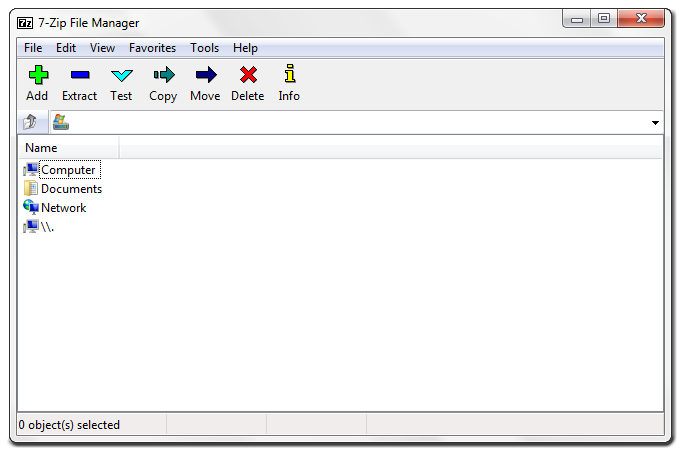 7z 7-Zip File Manager
File Edit View Favorites Tools Help
Add Extract Test Copy Move Delete Info
Name
Computer
Documents
Network
\\.
0 object(s) selected